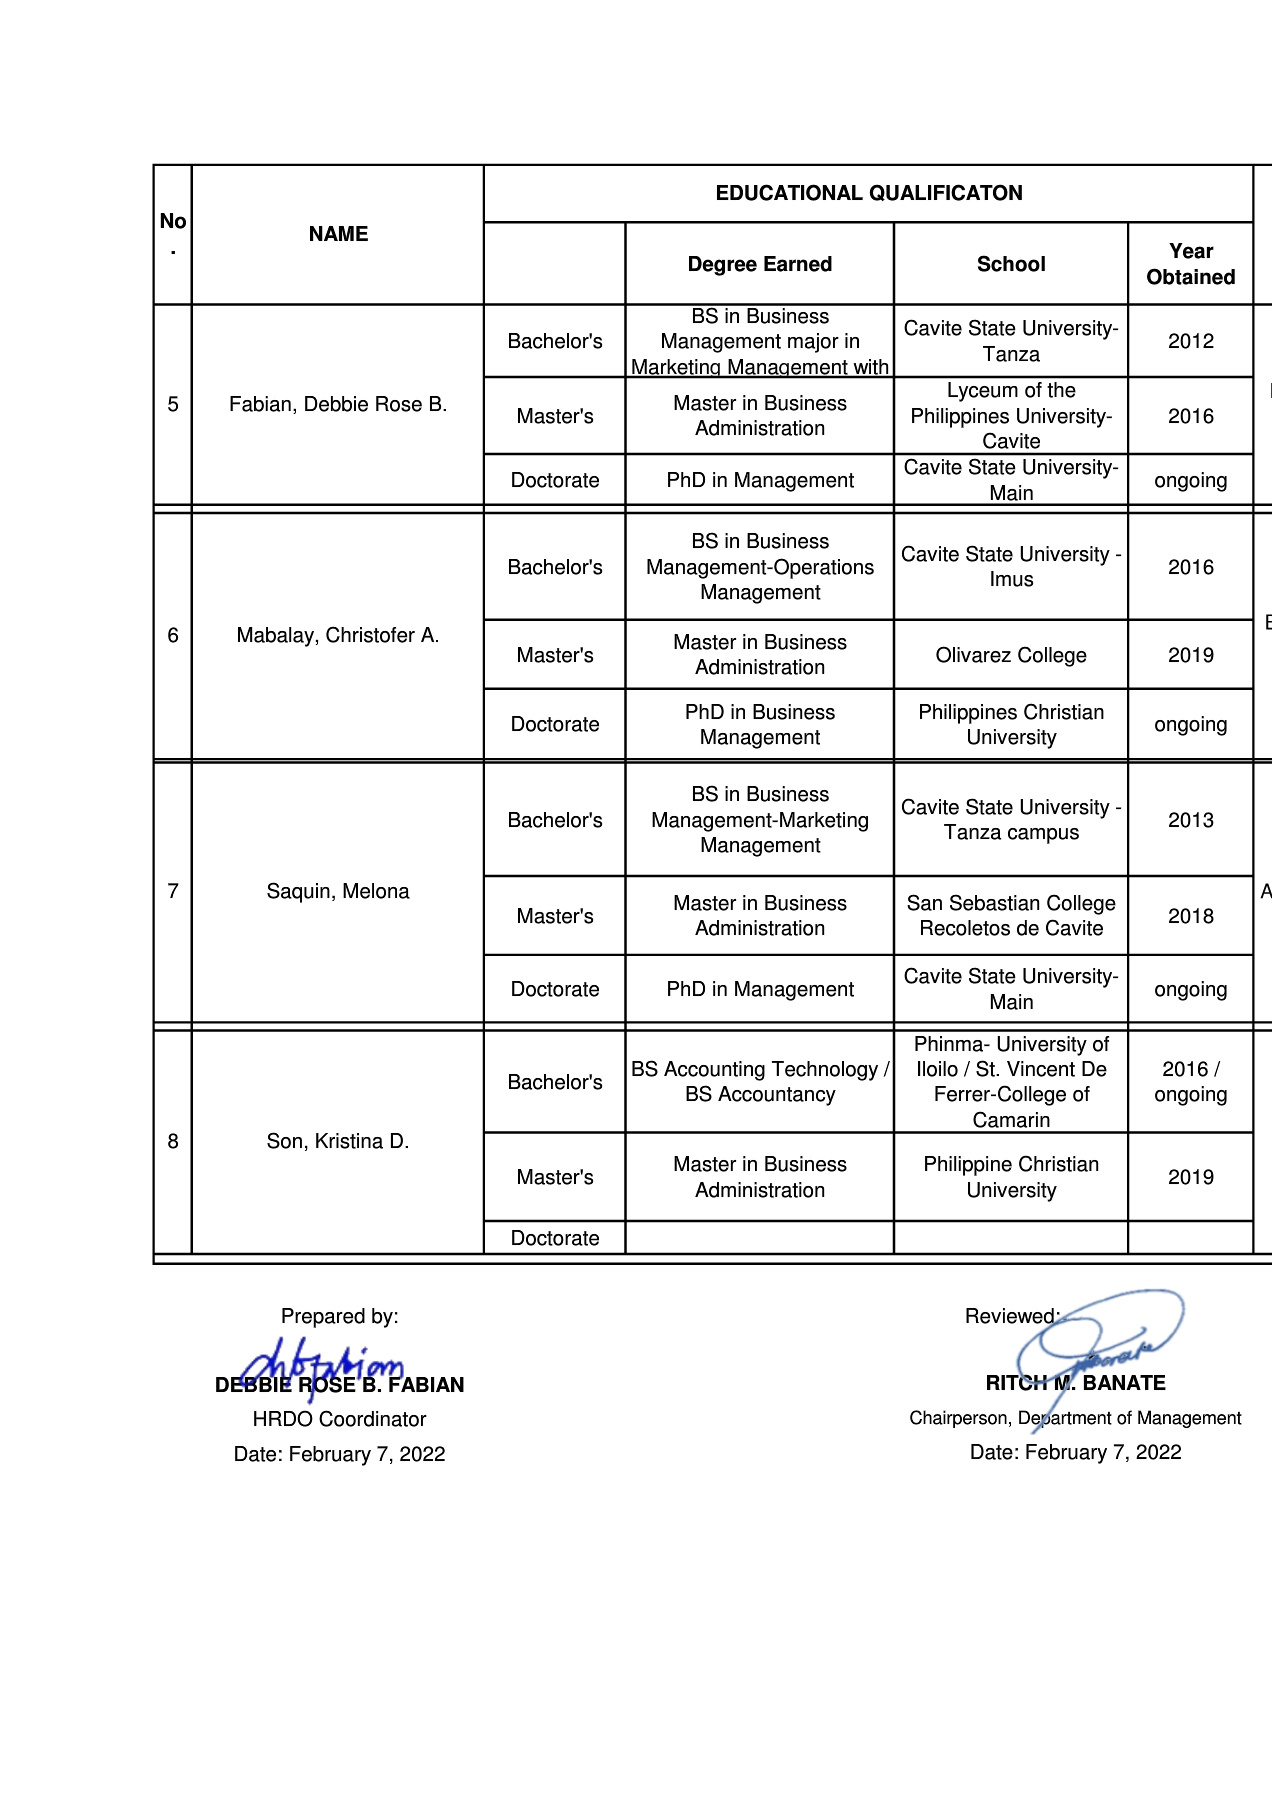 No
.
NAME
EDUCATIONAL QUALIFICATON
Degree Earned
School
Year
Obtained
5
Fabian, Debbie Rose B.
Bachelor's
BS in Business
Management major in
Marketing Management with
Cavite State University-
Tanza
2012
Master's
Master in Business
Administration
Lyceum of the
Philippines University-
Cavite
2016
Doctorate
PhD in Management
Cavite State University-
Main
ongoing
6
Mabalay, Christofer A.
Bachelor's
BS in Business
Management-Operations
Management
Cavite State University -
Imus
2016
Master's
Master in Business
Administration
Olivarez College
2019
Doctorate
PhD in Business
Management
Philippines Christian
University
ongoing
7
Saquin, Melona
Bachelor's
BS in Business
Management-Marketing
Management
Cavite State University -
Tanza campus
2013
Master's
Master in Business
Administration
San Sebastian College
Recoletos de Cavite
2018
Doctorate
PhD in Management
Cavite State University-
Main
ongoing
8
Son, Kristina D.
Bachelor's
BS Accounting Technology /
BS Accountancy
Phinma- University of
Iloilo / St. Vincent De
Ferrer-College of
Camarin
2016 /
ongoing
Master's
Master in Business
Administration
Philippine Christian
University
2019
Doctorate
Prepared by:
DEBBIE ROSE B. FABIAN
HRDO Coordinator
Date: February 7, 2022
Reviewed:
RITCH M. BANATE
Chairperson, Department of Management
Date: February 7, 2022